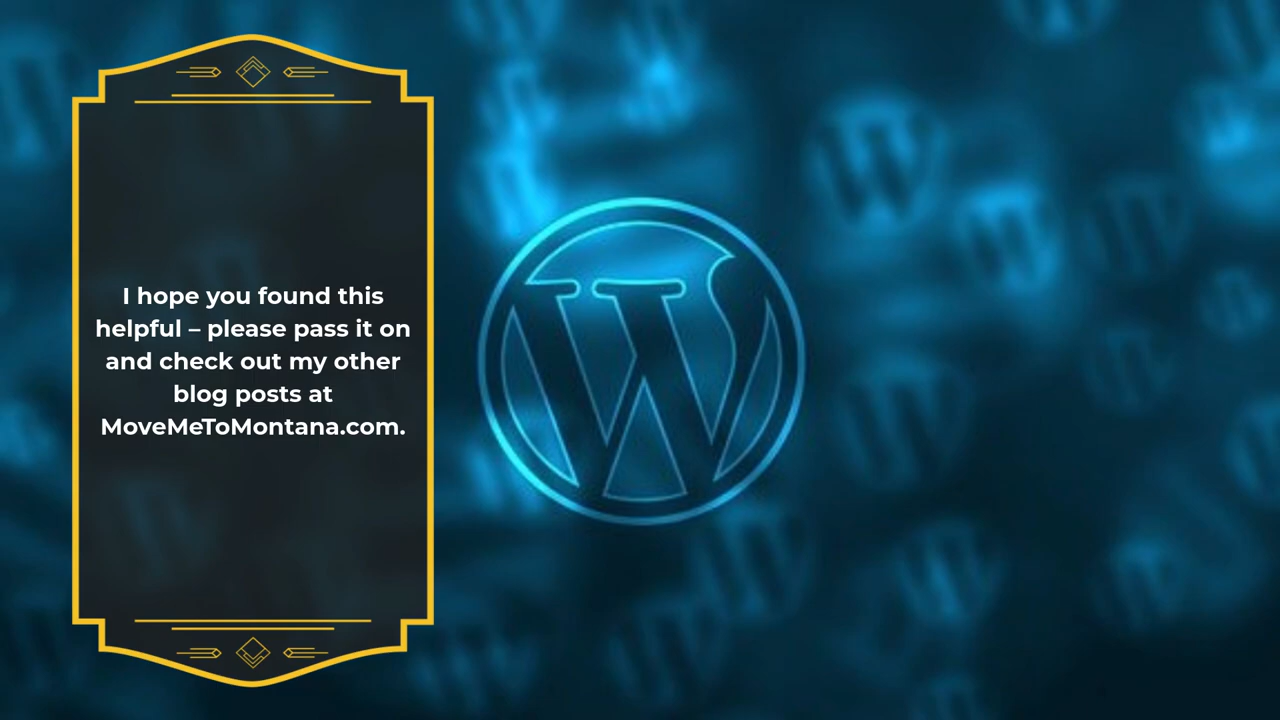 I hope you found this
helpful – please pass it on
and check out my other
blog posts at
MoveMeToMontana.com.